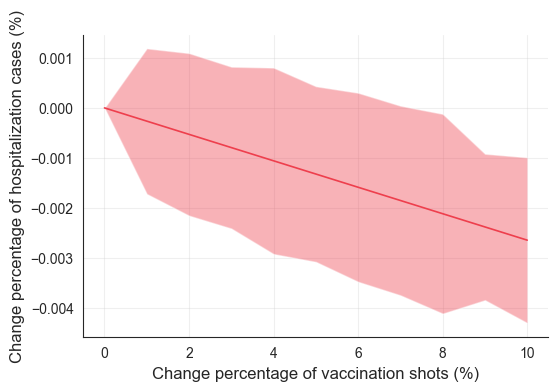 Change percentage of hospitalization cases (%)
0.001
0.000
−0.001
−0.002
−0.003
−0.004
0 2 4 6 8 10
Change percentage of vaccination shots (%)